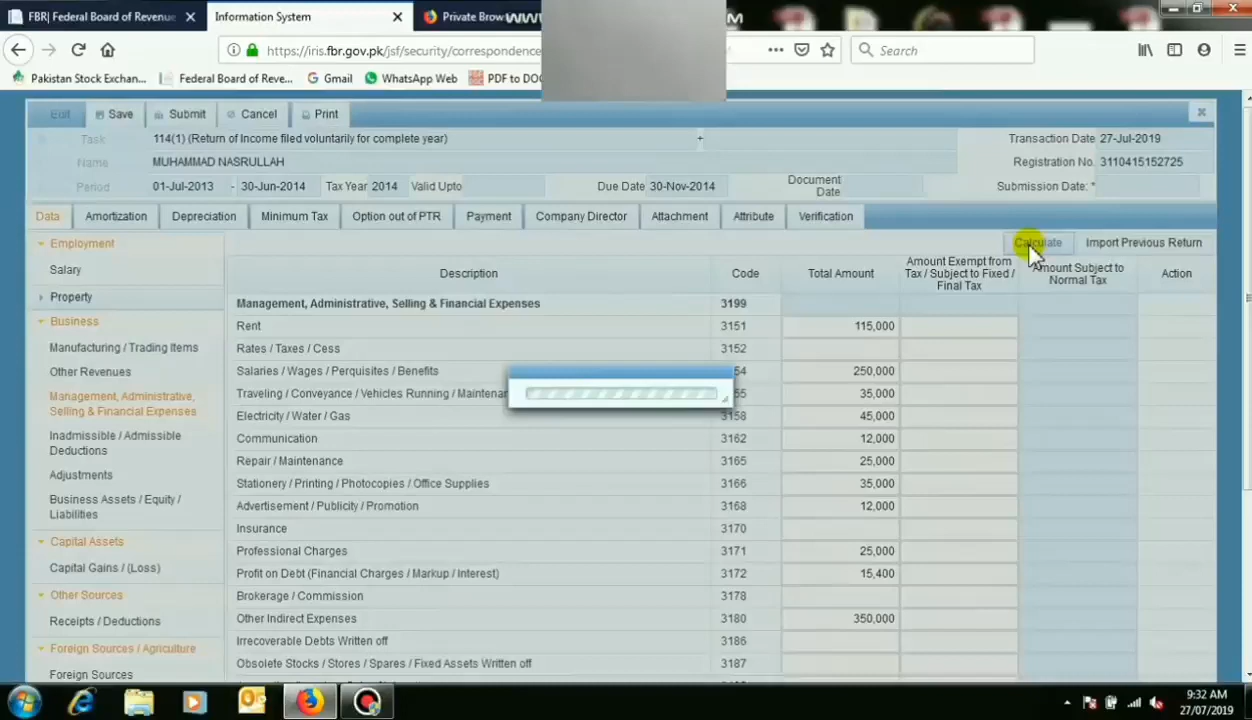 FBR| Federal Board of Revenue
Information System
Private Brow
WWW
M
https://iris.fbr.gov.pk/jsf/security/correspondence
Search
Pakistan Stock Exchan...
Federal Board of Reve...
Gmail
WhatsApp Web
PDF to DO
Edit
Save
Submit
Cancel
Print
Task 114(1) (Return of Income filed voluntarily for complete year) +
Transaction Date 27-Jul-2019
Name MUHAMMAD NASRULLAH
Registration No. 3110415152725
Period 01-Jul-2013 - 30-Jun-2014 Tax Year 2014 Valid Upto Due Date 30-Nov-2014 Document Date Submission Date: *
Data Amortization Depreciation Minimum Tax Option out of PTR Payment Company Director Attachment Attribute Verification
Employment
Salary
Property
Business
Manufacturing / Trading Items
Other Revenues
Management, Administrative,
Selling & Financial Expenses
Inadmissible / Admissible
Deductions
Adjustments
Business Assets / Equity /
Liabilities
Capital Assets
Capital Gains / (Loss)
Other Sources
Receipts / Deductions
Foreign Sources / Agriculture
Foreign Sources
Calculate Import Previous Return
Description Code Total Amount Amount Exempt from Tax / Subject to Fixed / Final Tax Amount Subject to Normal Tax Action
Management, Administrative, Selling & Financial Expenses 3199
Rent 3151 115,000
Rates / Taxes / Cess 3152
Salaries / Wages / Perquisites / Benefits 54 250,000
Traveling / Conveyance / Vehicles Running / Maintenan 55 35,000
Electricity / Water / Gas 3158 45,000
Communication 3162 12,000
Repair / Maintenance 3165 25,000
Stationery / Printing / Photocopies / Office Supplies 3166 35,000
Advertisement / Publicity / Promotion 3168 12,000
Insurance 3170
Professional Charges 3171 25,000
Profit on Debt (Financial Charges / Markup / Interest) 3172 15,400
Brokerage / Commission 3178
Other Indirect Expenses 3180 350,000
Irrecoverable Debts Written off 3186
Obsolete Stocks / Stores / Spares / Fixed Assets Written off 3187
9:32 AM
27/07/2019